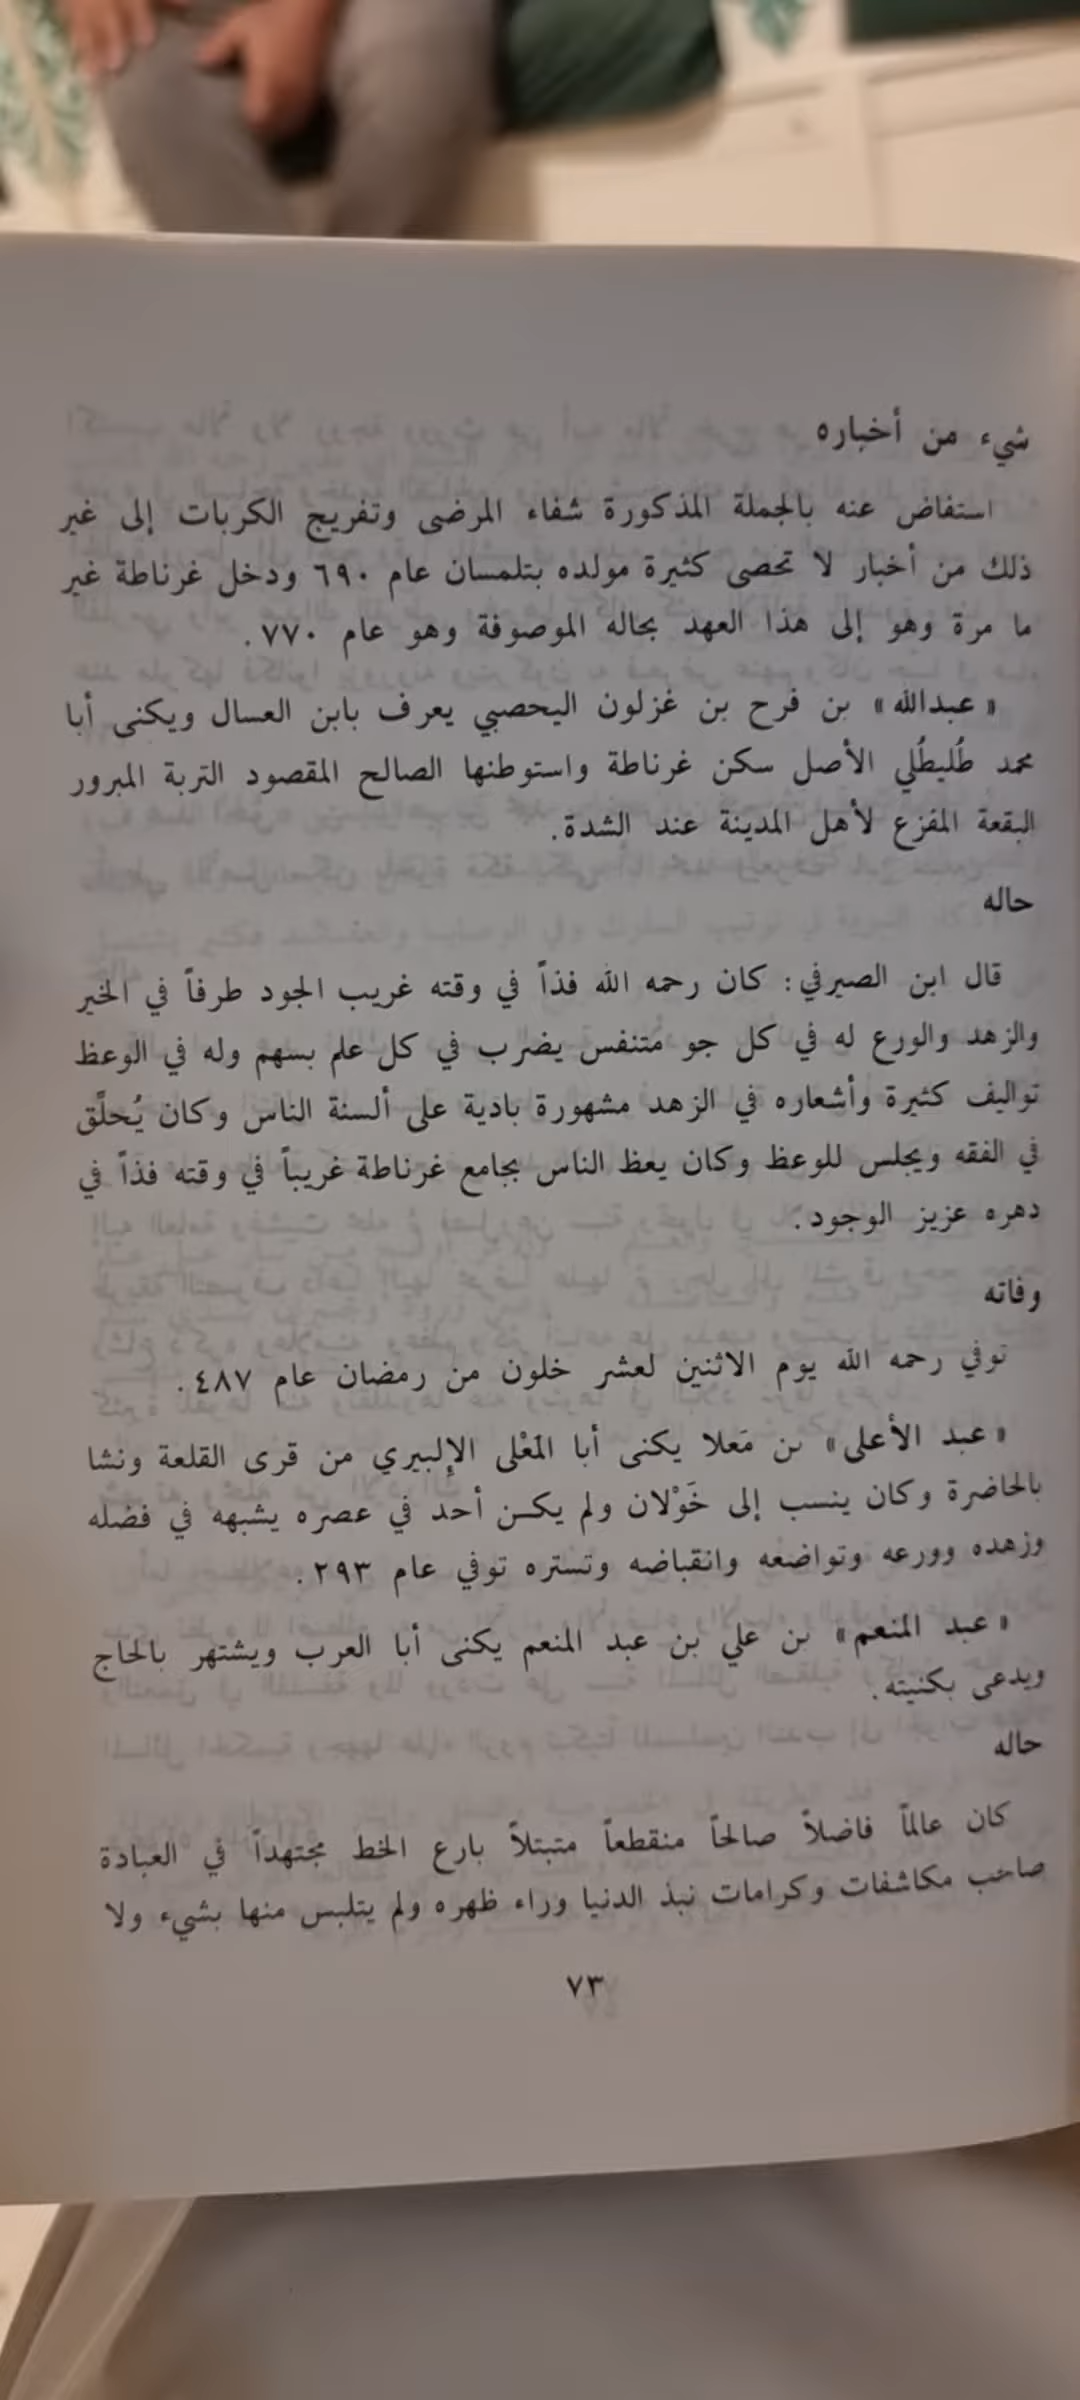 شيء من أخباره
استفاض عنه بالجملة المذكورة شفاء المرضى وتفريج الكربات إلى غير
ذلك من أخبار لا تحصى كثيرة مولده بتلمسان عام ٦٩٠ ودخل غرناطة غير
ما مرة وهو إلى هذا العهد بحاله الموصوفة وهو عام ٧٧٠.
«عبدالله» بن فرح بن غزلون اليحصبي يعرف بابن العسال ويكنى أبا
محمد طُليطُلي الأصل سكن غرناطة واستوطنها الصالح المقصود التربة المبرور
البقعة المفزع لأهل المدينة عند الشدة.
حاله
قال ابن الصيرفي: كان رحمه الله فذاً في وقته غريب الجود طرفاً في الخير
والزهد والورع له في كل جو متنفس يضرب في كل علم بسهم وله في الوعظ
تواليف كثيرة وأشعاره في الزهد مشهورة بادية على ألسنة الناس وكان يُحلّق
في الفقه ويجلس للوعظ وكان يعظ الناس بجامع غرناطة غريباً في وقته فذاً في
دهره عزيز الوجود.
وفاته
توفي رحمه الله يوم الاثنين لعشر خلون من رمضان عام ٤٨٧.
«عبد الأعلى» بن مَعلا يكنى أبا المَعْلى الإلبيري من قرى القلعة ونشا
بالحاضرة وكان ينسب إلى خَوْلان ولم يكن أحد في عصره يشبهه في فضله
وزهده وورعه وتواضعه وانقباضه وتستره توفي عام ٢٩٣.
«عبد المنعم» بن علي بن عبد المنعم يكنى أبا العرب ويشتهر بالحاج
ويدعى بكنيته.
حاله
كان عالماً فاضلاً صالحاً منقطعاً متبتلاً بارع الخط مجتهداً في العبادة
صاحب مكاشفات وكرامات نبذ الدنيا وراء ظهره ولم يتلبس منها بشيء ولا
٧٣